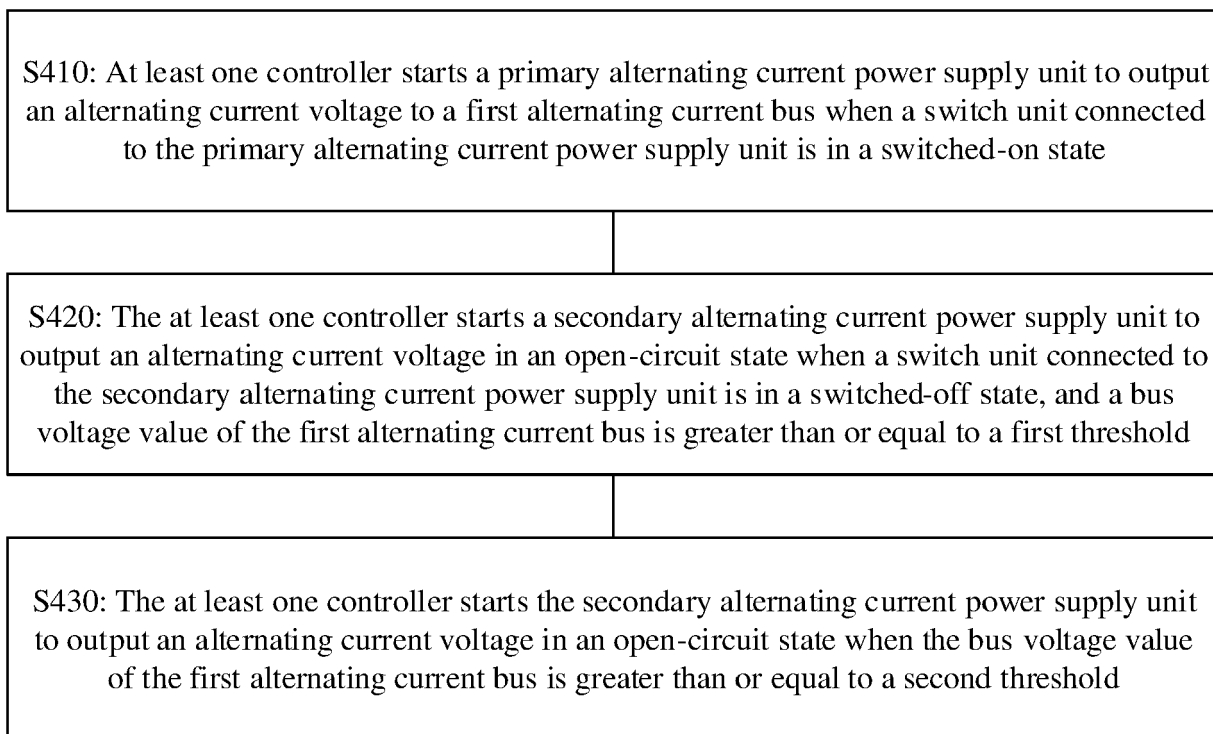 S410: At least one controller starts a primary alternating current power supply unit to output
an alternating current voltage to a first alternating current bus when a switch unit connected
to the primary alternating current power supply unit is in a switched-on state
S420: The at least one controller starts a secondary alternating current power supply unit to
output an alternating current voltage in an open-circuit state when a switch unit connected to
the secondary alternating current power supply unit is in a switched-off state, and a bus
voltage value of the first alternating current bus is greater than or equal to a first threshold
S430: The at least one controller starts the secondary alternating current power supply unit
to output an alternating current voltage in an open-circuit state when the bus voltage value
of the first alternating current bus is greater than or equal to a second threshold